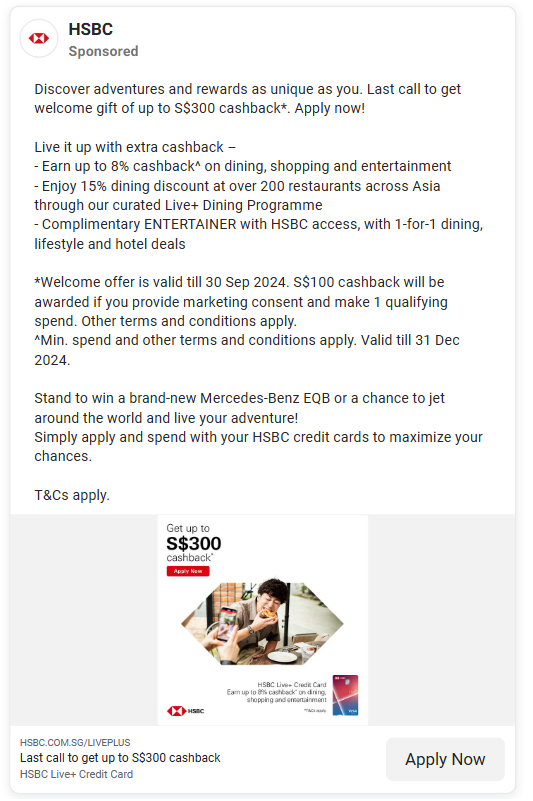 HSBC
Sponsored
Discover adventures and rewards as unique as you. Last call to get
welcome gift of up to S$300 cashback*. Apply now!
Live it up with extra cashback –
- Earn up to 8% cashback^ on dining, shopping and entertainment
- Enjoy 15% dining discount at over 200 restaurants across Asia
through our curated Live+ Dining Programme
- Complimentary ENTERTAINER with HSBC access, with 1-for-1 dining,
lifestyle and hotel deals
*Welcome offer is valid till 30 Sep 2024. S$100 cashback will be
awarded if you provide marketing consent and make 1 qualifying
spend. Other terms and conditions apply.
^Min. spend and other terms and conditions apply. Valid till 31 Dec
2024.
Stand to win a brand-new Mercedes-Benz EQB or a chance to jet
around the world and live your adventure!
Simply apply and spend with your HSBC credit cards to maximize your
chances.
T&Cs apply.
Get up to
S$300
cashback*
Apply Now
HSBC Live+ Credit Card
Earn up to 8% cashback^ on dining,
shopping and entertainment
HSBC
*T&Cs apply.
HSBC.COM.SG/LIVEPLUS
Last call to get up to S$300 cashback
HSBC Live+ Credit Card
Apply Now